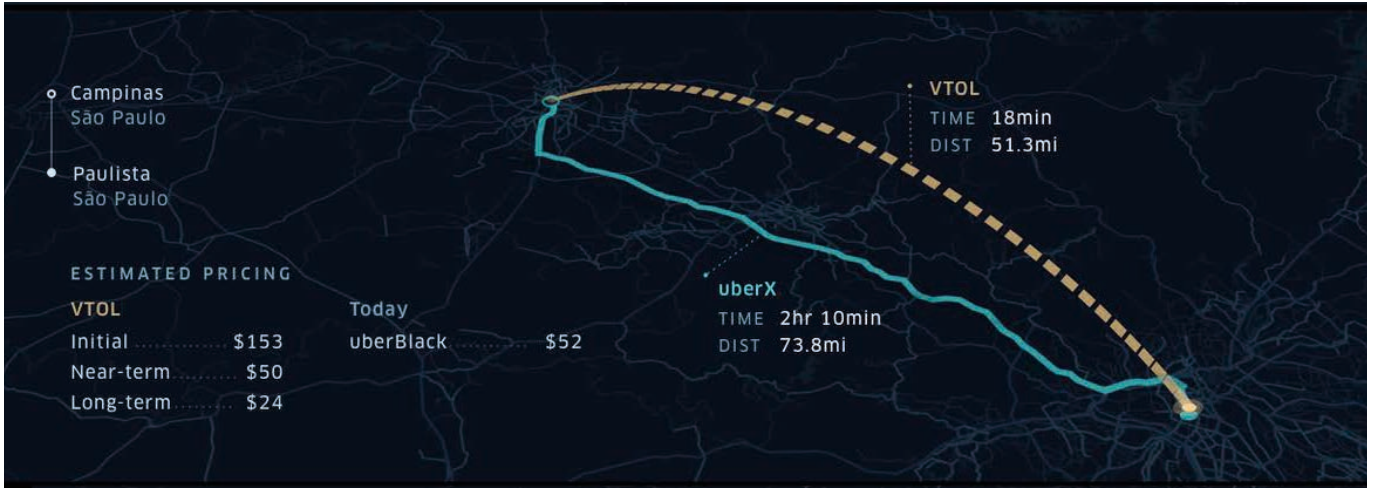 Campinas
São Paulo
Paulista
São Paulo
ESTIMATED PRICING
VTOL
Initial ............ $153
Near-term .......... $50
Long-term ......... $24
Today
uberBlack .......... $52
VTOL
TIME 18min
DIST 51.3mi
uberX
TIME 2hr 10min
DIST 73.8mi